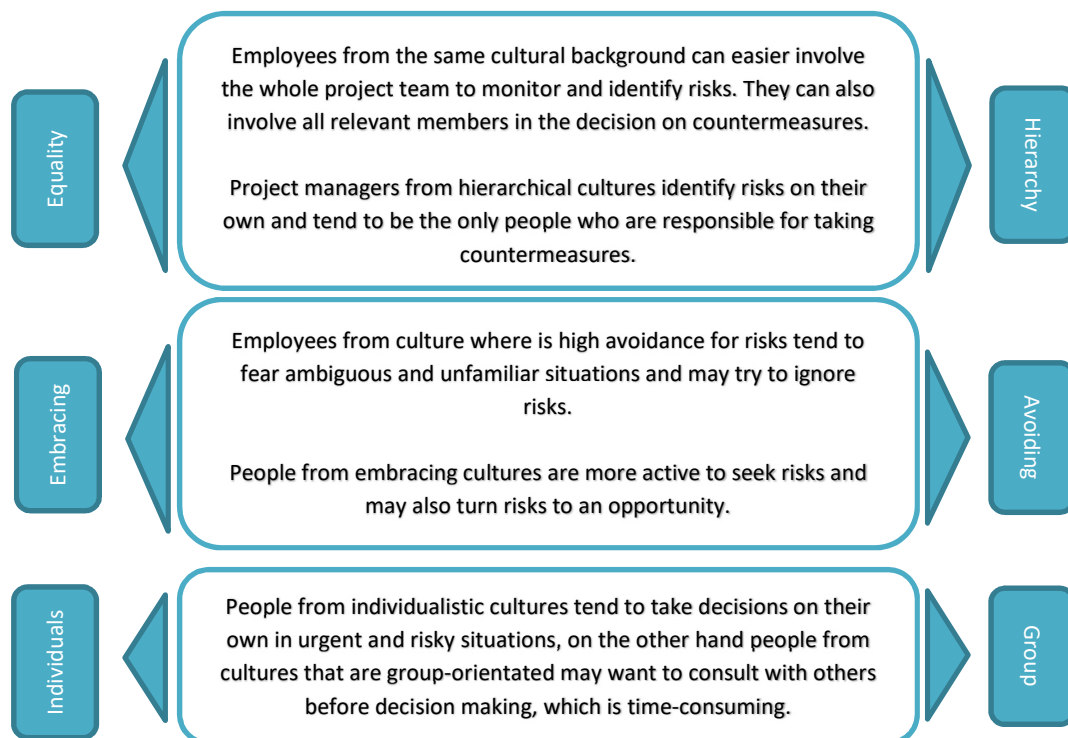 Equality
Employees from the same cultural background can easier involve
the whole project team to monitor and identify risks. They can also
involve all relevant members in the decision on countermeasures.
Project managers from hierarchical cultures identify risks on their
own and tend to be the only people who are responsible for taking
countermeasures.
Hierarchy
Embracing
Employees from culture where is high avoidance for risks tend to
fear ambiguous and unfamiliar situations and may try to ignore
risks.
People from embracing cultures are more active to seek risks and
may also turn risks to an opportunity.
Avoiding
Individuals
People from individualistic cultures tend to take decisions on their
own in urgent and risky situations, on the other hand people from
cultures that are group-orientated may want to consult with others
before decision making, which is time-consuming.
Group